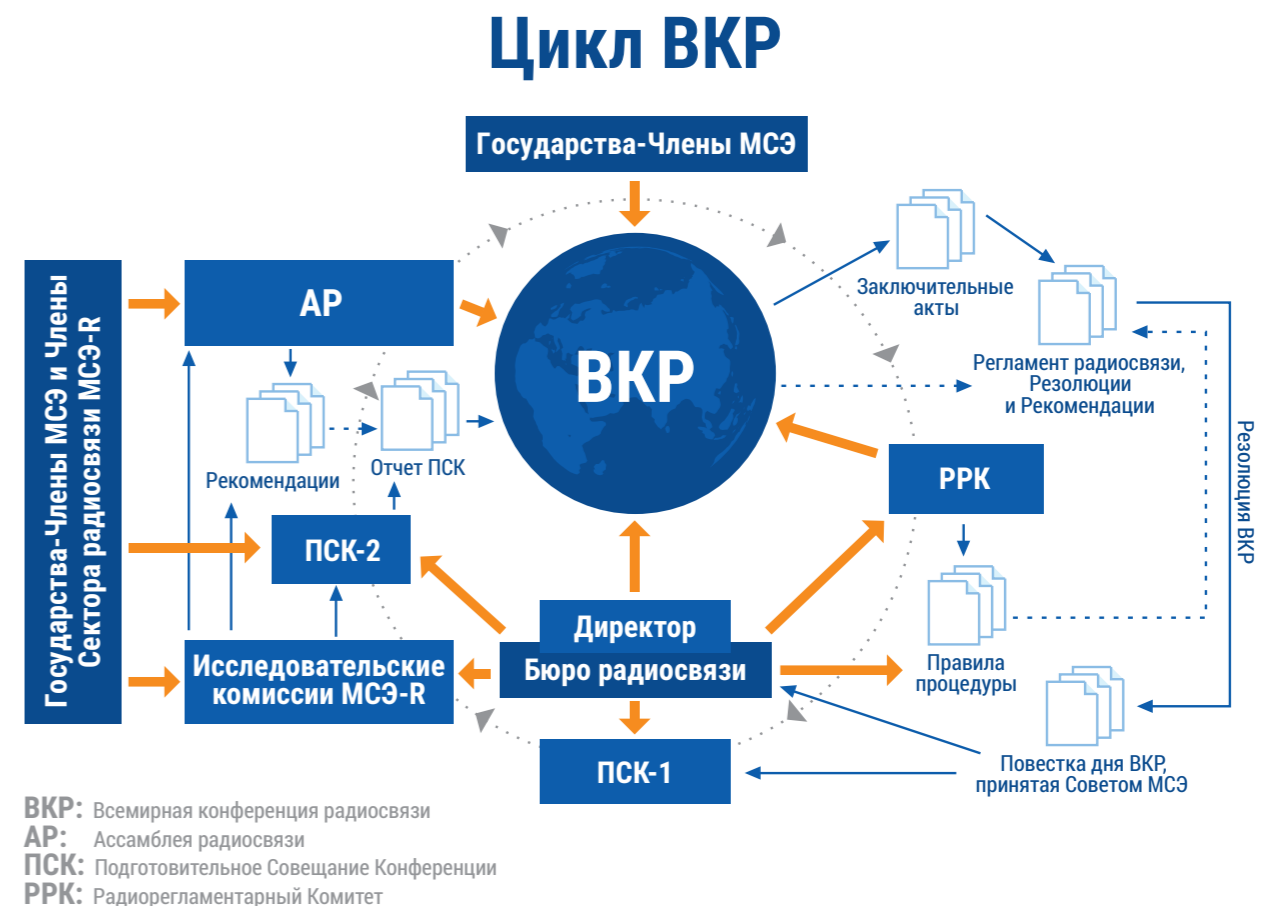 Цикл ВКР
Государства-Члены МСЭ
Государства-Члены МСЭ и Члены
Сектора радиосвязи МСЭ-R
АР
ВКР
Заключительные
акты
Регламент радиосвязи,
Резолюции
и Рекомендации
Рекомендации
Отчет ПСК
РРК
Резолюция ВКР
ПСК-2
Директор
Бюро радиосвязи
Исследовательские
комиссии МСЭ-R
Правила
процедуры
ПСК-1
Повестка дня ВКР,
принятая Советом МСЭ
ВКР: Всемирная конференция радиосвязи
АР: Ассамблея радиосвязи
ПСК: Подготовительное Совещание Конференции
РРК: Радиорегламентарный Комитет